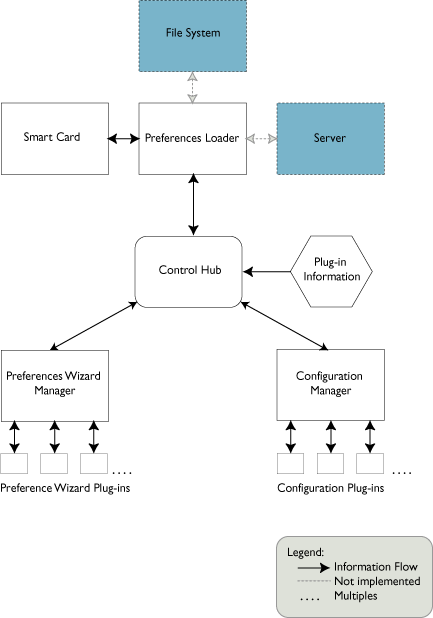 File System
Smart Card
Preferences Loader
Server
Control Hub
Plug-in
Information
Preferences Wizard
Manager
Configuration
Manager
....
....
Preference Wizard Plug-ins
Configuration Plug-ins
Legend:
Information Flow
Not implemented
.... Multiples